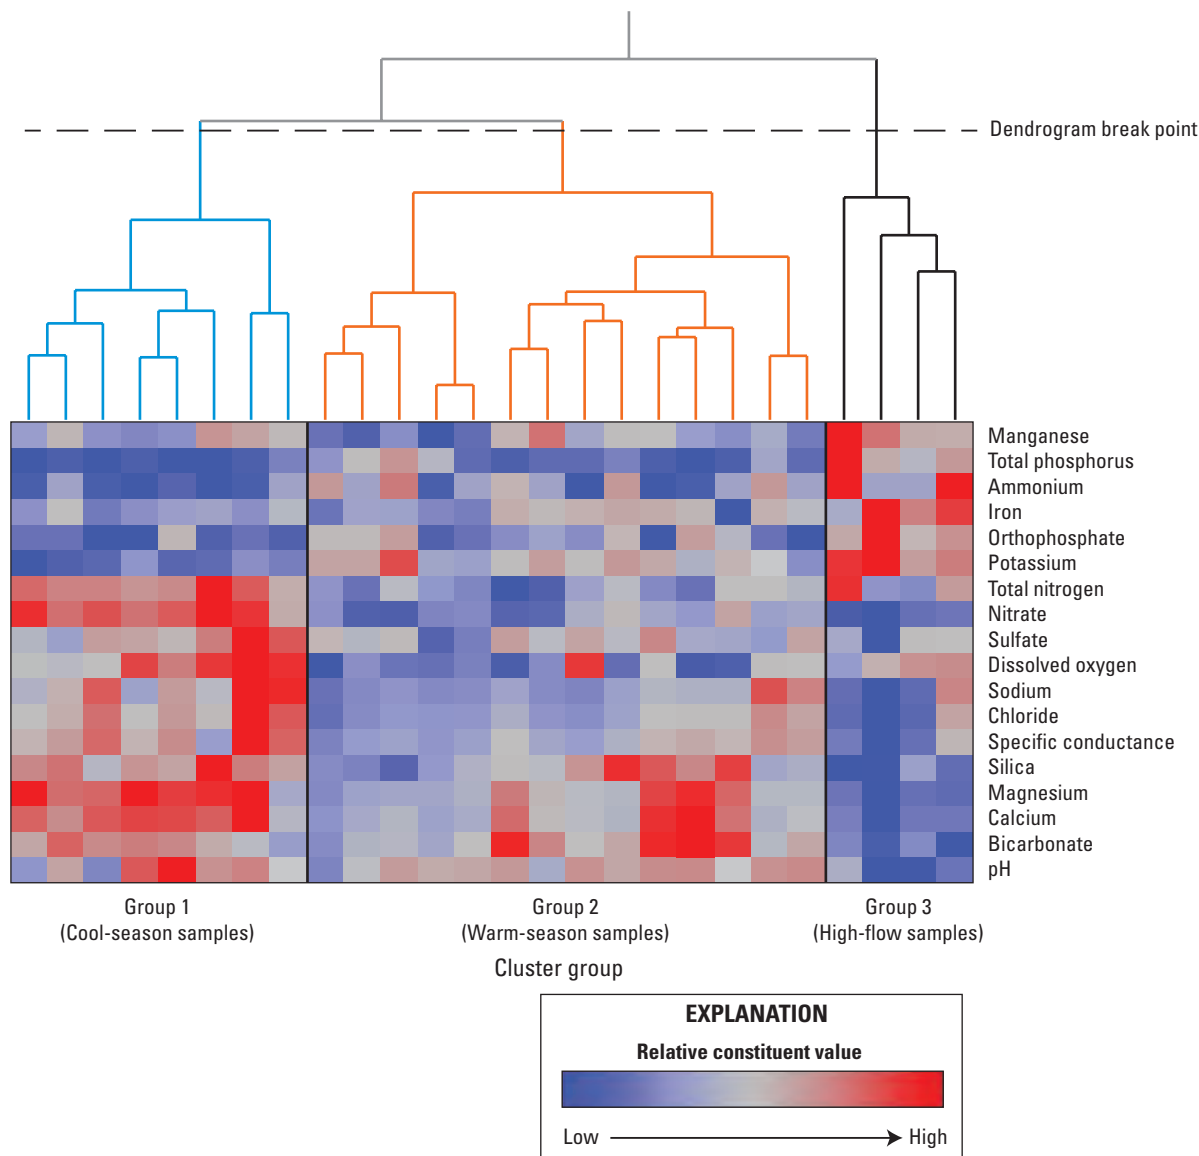 Dendrogram break point
Manganese
Total phosphorus
Ammonium
Iron
Orthophosphate
Potassium
Total nitrogen
Nitrate
Sulfate
Dissolved oxygen
Sodium
Chloride
Specific conductance
Silica
Magnesium
Calcium
Bicarbonate
pH
Group 1
(Cool-season samples)
Group 2
(Warm-season samples)
Group 3
(High-flow samples)
Cluster group
EXPLANATION
Relative constituent value
Low
High